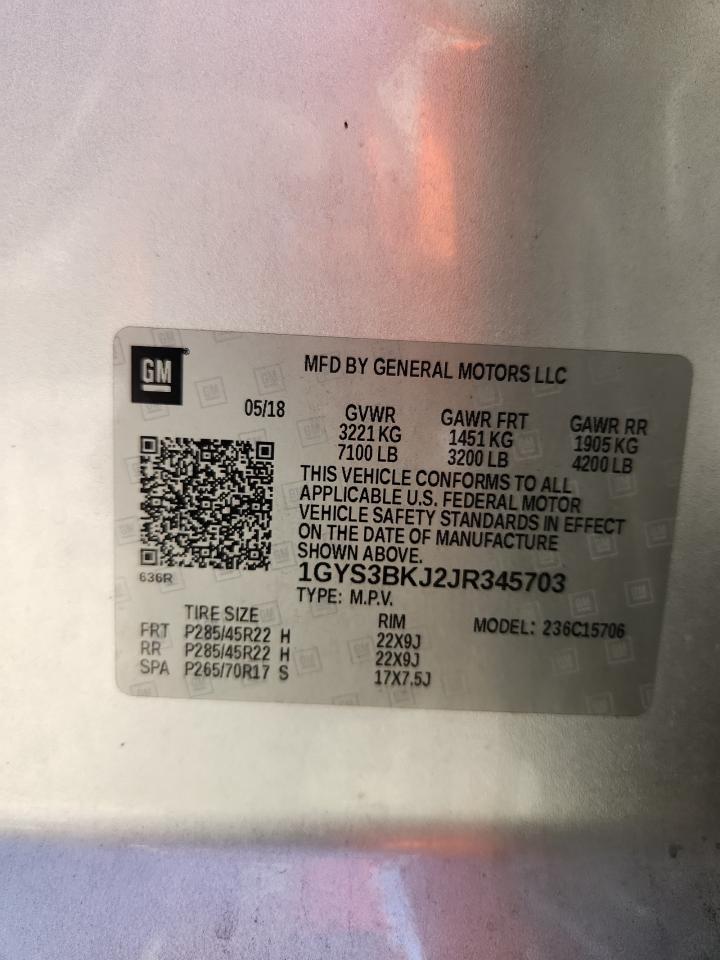 GM
MFD BY GENERAL MOTORS LLC
05/18 GVWR GAWR FRT GAWR RR
3221 KG 1451 KG 1905 KG
7100 LB 3200 LB 4200 LB
THIS VEHICLE CONFORMS TO ALL
APPLICABLE U.S. FEDERAL MOTOR
VEHICLE SAFETY STANDARDS IN EFFECT
ON THE DATE OF MANUFACTURE
SHOWN ABOVE.
636R
1GYS3BKJ2JR345703
TYPE: M.P.V.
TIRE SIZE RIM MODEL: 236C15706
FRT P285/45R22 H 22X9J
RR P285/45R22 H 22X9J
SPA P265/70R17 S 17X7.5J